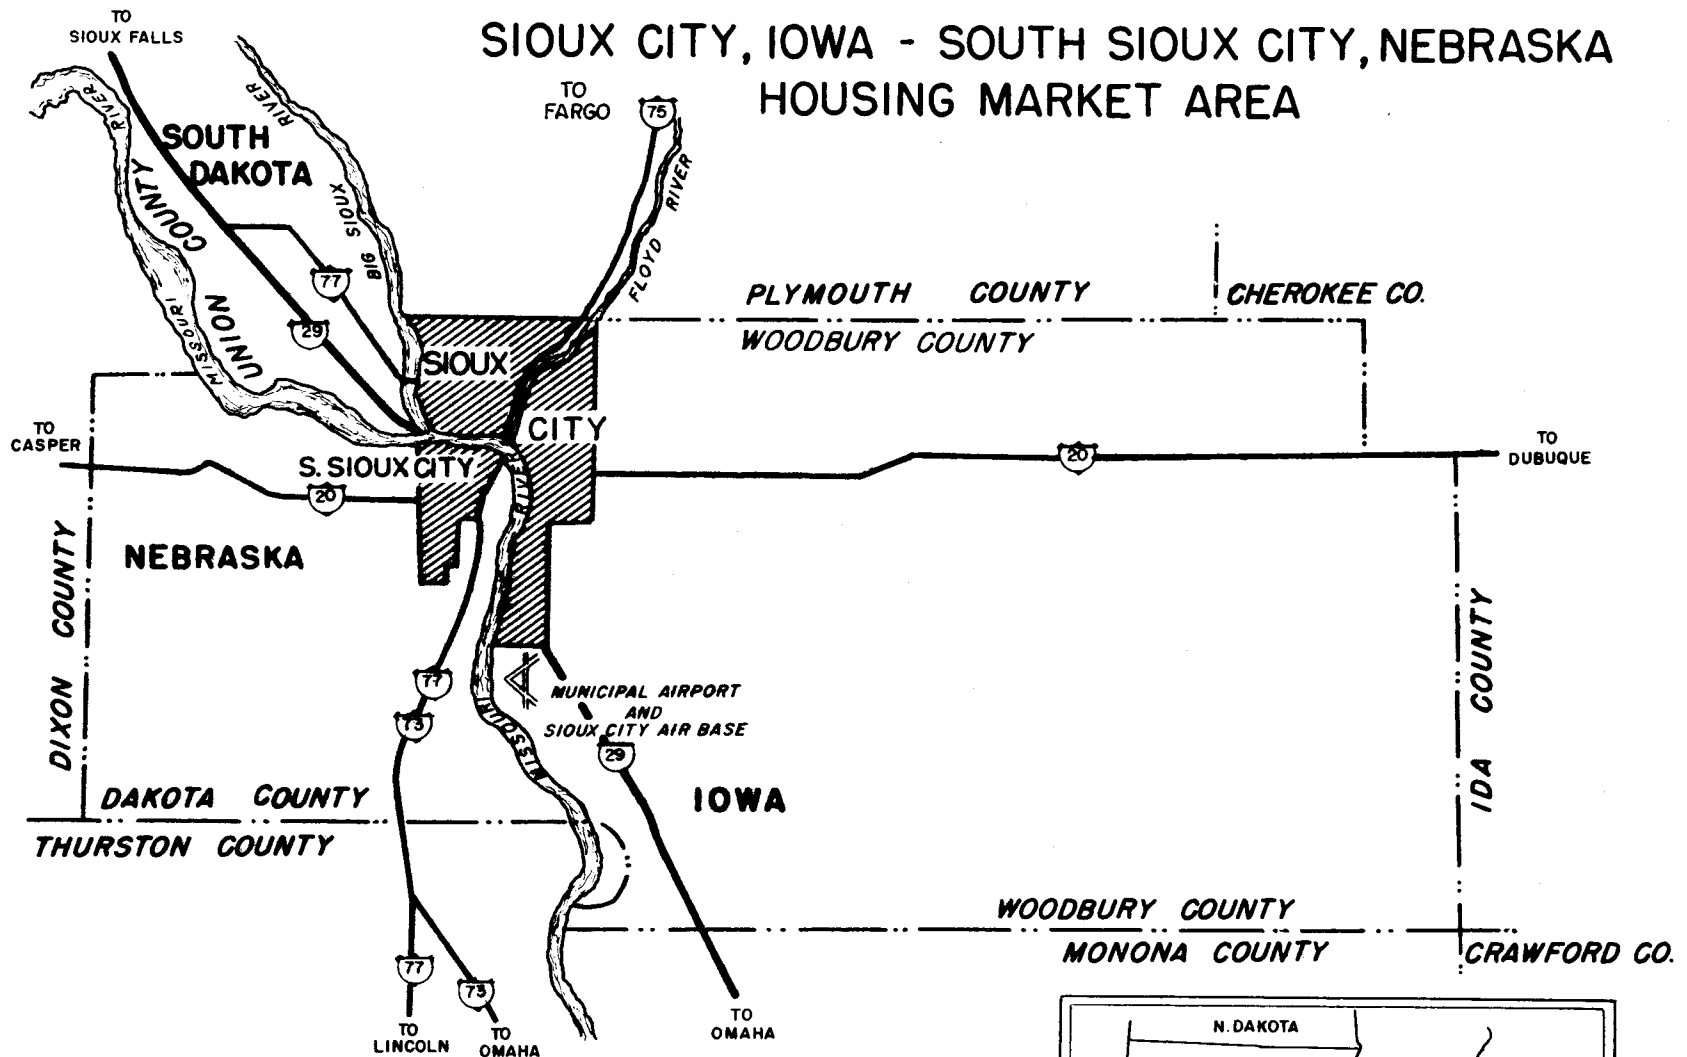 SIOUX CITY, IOWA - SOUTH SIOUX CITY, NEBRASKA
HOUSING MARKET AREA
TO
SIOUX FALLS
TO
FARGO
75
RIVER
RIVER
SOUTH
DAKOTA
COUNTY
UNION
BIG SIOUX
MISSOURI
FLOYD RIVER
77
29
PLYMOUTH COUNTY
CHEROKEE CO.
WOODBURY COUNTY
SIOUX
CITY
S. SIOUX CITY
TO
CASPER
20
20
TO
DUBUQUE
RIVER
NEBRASKA
DIXON COUNTY
IDA COUNTY
77
73
MUNICIPAL AIRPORT
AND
SIOUX CITY AIR BASE
MISSOURI
29
IOWA
DAKOTA COUNTY
THURSTON COUNTY
WOODBURY COUNTY
MONONA COUNTY
CRAWFORD CO.
77
73
TO
LINCOLN
TO
OMAHA
TO
OMAHA
N. DAKOTA